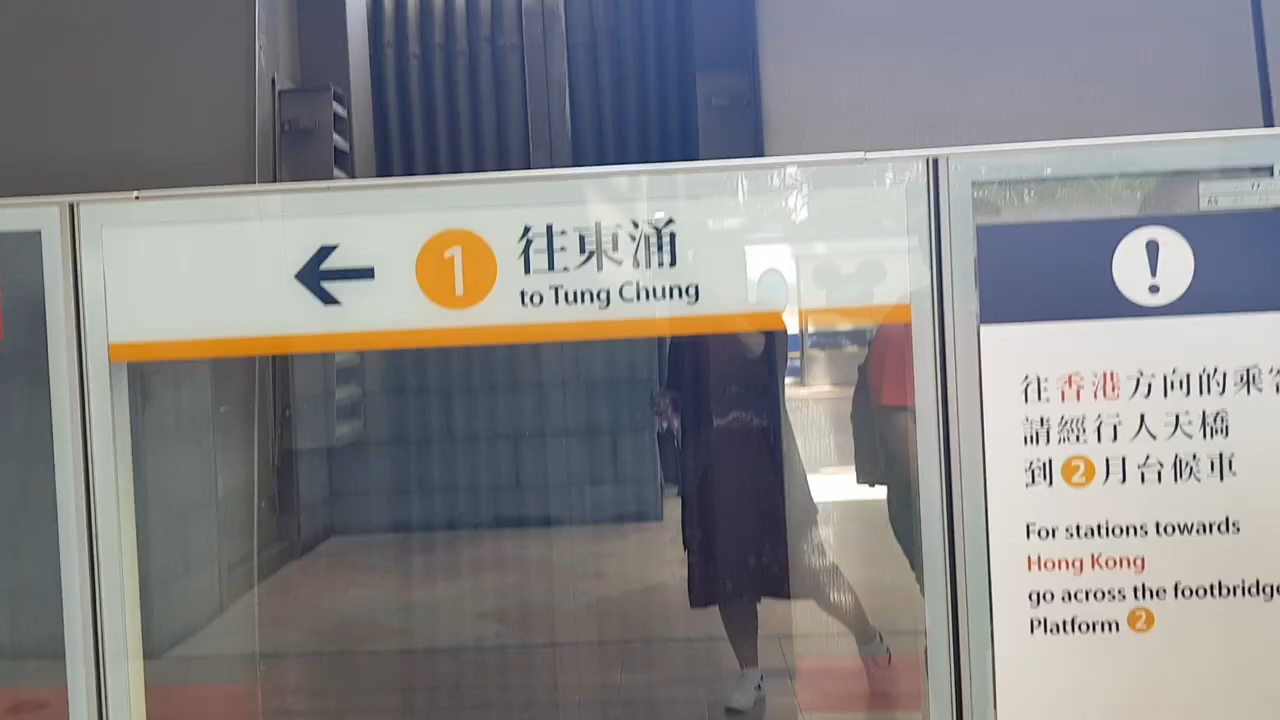 1 往東涌
to Tung Chung
!
往香港方向的乘
請經行人天橋
到2月台候車
For stations towards
Hong Kong
go across the footbridge
Platform 2